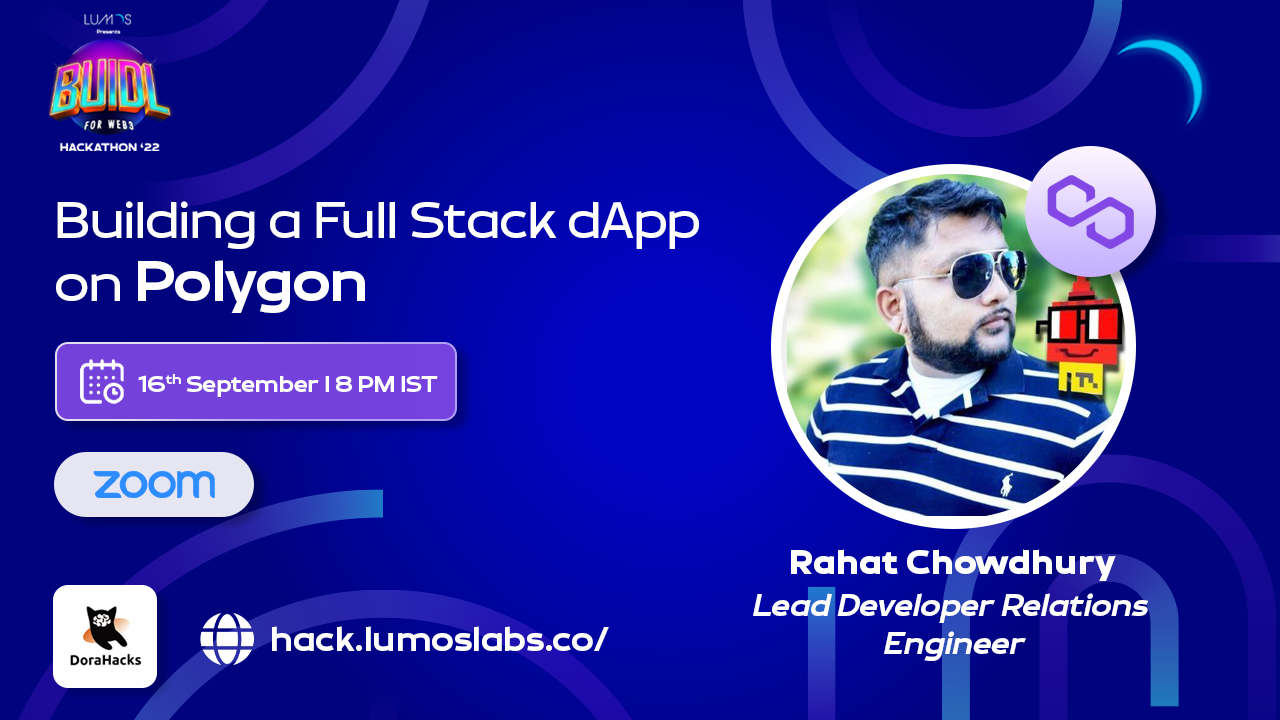 LUMOS
Presents
BUIDL
FOR WEB3
HACKATHON ‘22
Building a Full Stack dApp
on Polygon
16th September | 8 PM IST
zoom
DoraHacks
hack.lumoslabs.co/
Rahat Chowdhury
Lead Developer Relations
Engineer